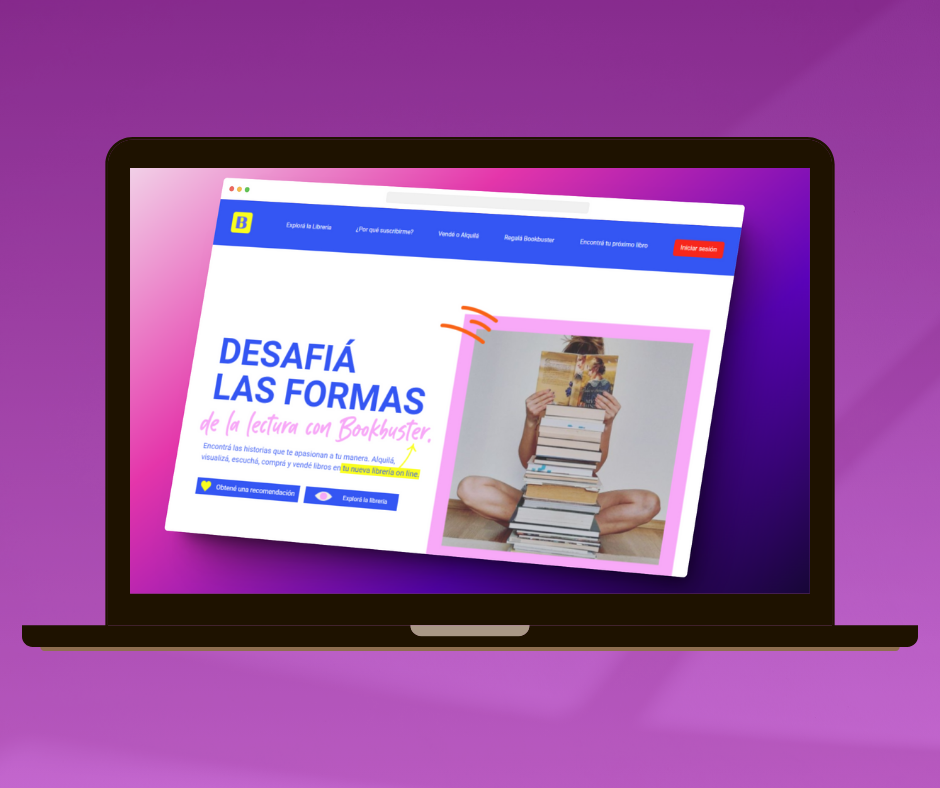 B
Explorá la Librería
¿Por qué suscribirme?
Vendé o Alquilá
Regalá Bookbuster
Encontrá tu próximo libro
Iniciar sesión
DESAFIÁ
LAS FORMAS
de la lectura con Bookbuster.
Encontrá las historias que te apasionan a tu manera. Alquilá,
visualizá, escuchá, comprá y vendé libros en tu nueva librería on line.
Obtené una recomendación
Explorá la librería